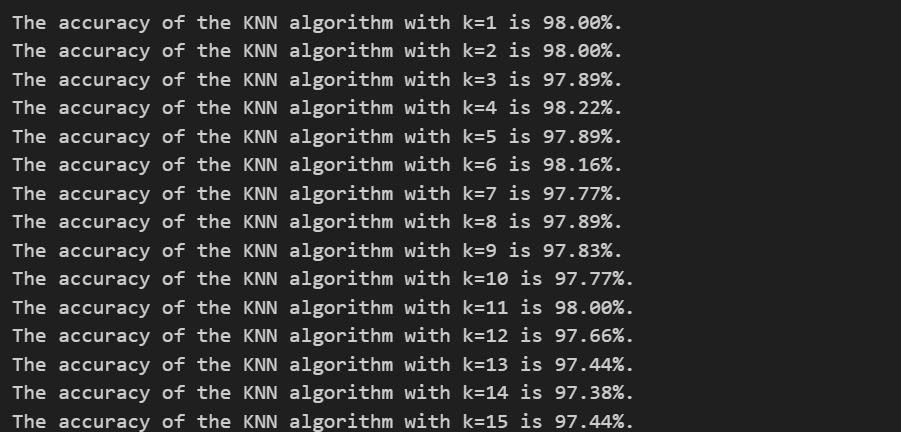 The accuracy of the KNN algorithm with k=1 is 98.00%.
The accuracy of the KNN algorithm with k=2 is 98.00%.
The accuracy of the KNN algorithm with k=3 is 97.89%.
The accuracy of the KNN algorithm with k=4 is 98.22%.
The accuracy of the KNN algorithm with k=5 is 97.89%.
The accuracy of the KNN algorithm with k=6 is 98.16%.
The accuracy of the KNN algorithm with k=7 is 97.77%.
The accuracy of the KNN algorithm with k=8 is 97.89%.
The accuracy of the KNN algorithm with k=9 is 97.83%.
The accuracy of the KNN algorithm with k=10 is 97.77%.
The accuracy of the KNN algorithm with k=11 is 98.00%.
The accuracy of the KNN algorithm with k=12 is 97.66%.
The accuracy of the KNN algorithm with k=13 is 97.44%.
The accuracy of the KNN algorithm with k=14 is 97.38%.
The accuracy of the KNN algorithm with k=15 is 97.44%.